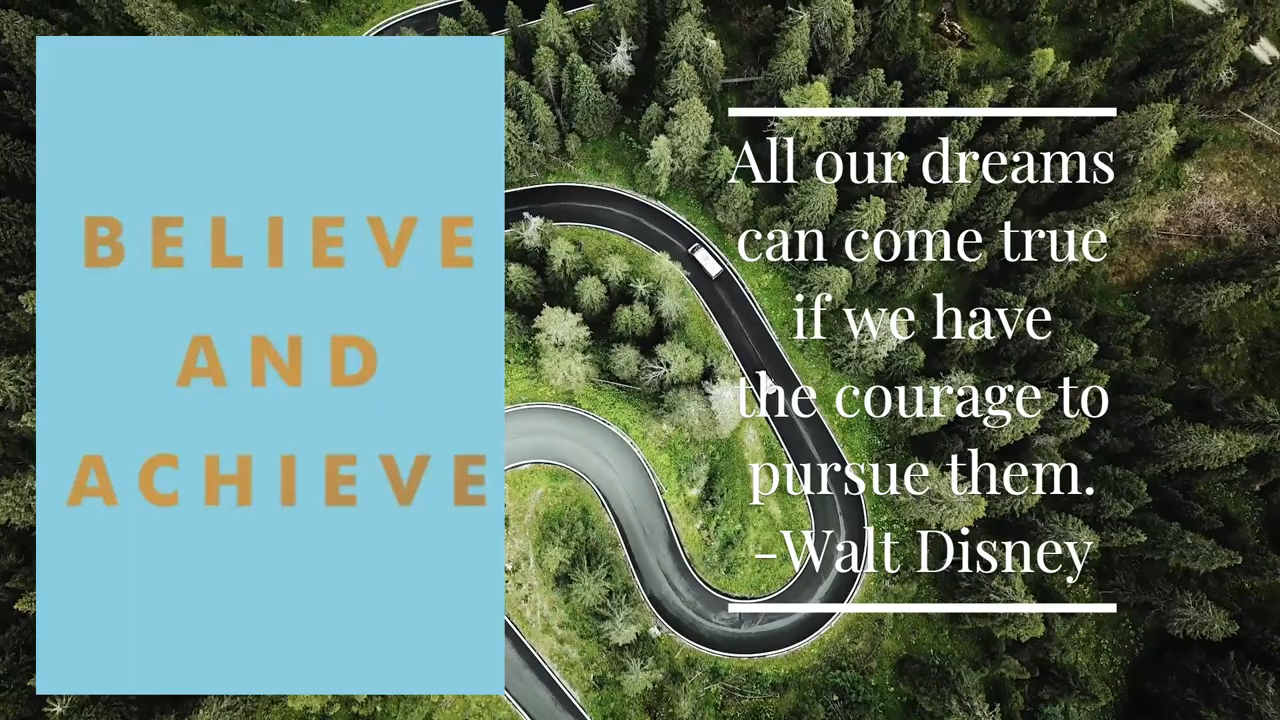 BELIEVE
AND
ACHIEVE
All our dreams
can come true
if we have
the courage to
pursue them.
-Walt Disney